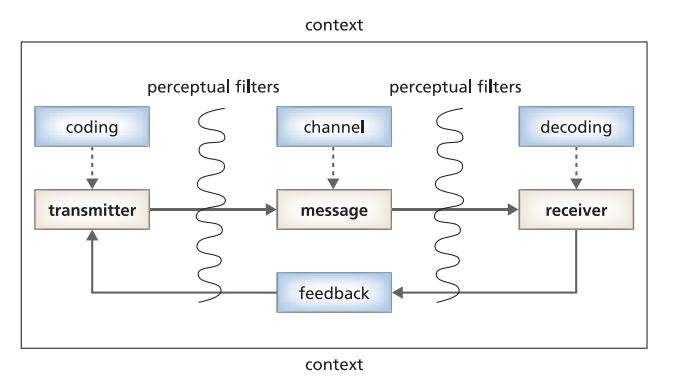 context
perceptual filters
perceptual filters
coding
channel
decoding
transmitter
message
receiver
feedback
context